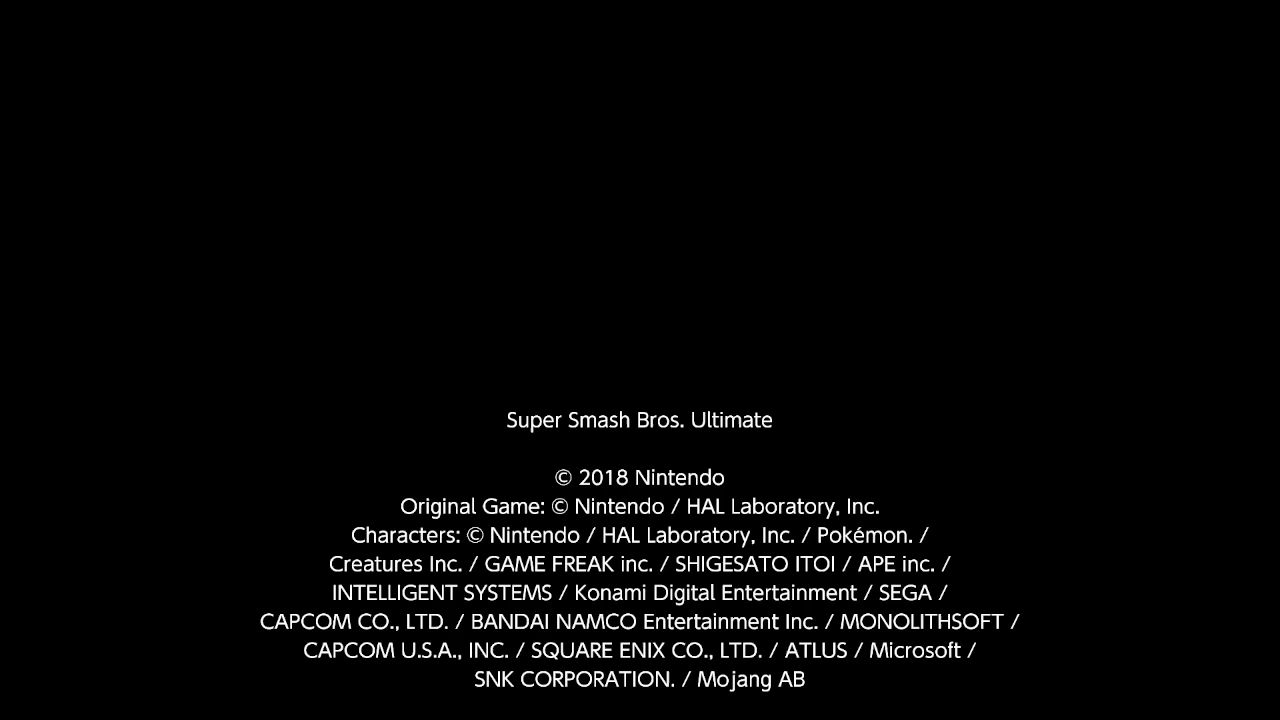 Super Smash Bros. Ultimate
© 2018 Nintendo
Original Game: © Nintendo / HAL Laboratory, Inc.
Characters: © Nintendo / HAL Laboratory, Inc. / Pokémon. /
Creatures Inc. / GAME FREAK inc. / SHIGESATO ITOI / APE inc. /
INTELLIGENT SYSTEMS / Konami Digital Entertainment / SEGA /
CAPCOM CO., LTD. / BANDAI NAMCO Entertainment Inc. / MONOLITHSOFT /
CAPCOM U.S.A., INC. / SQUARE ENIX CO., LTD. / ATLUS / Microsoft /
SNK CORPORATION. / Mojang AB